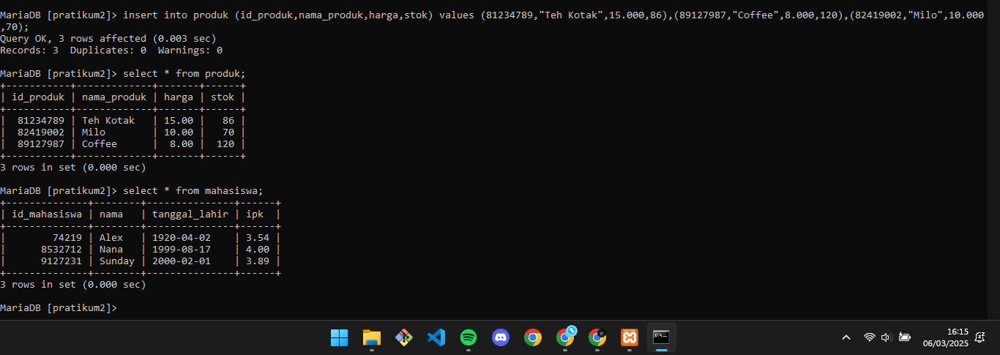 MariaDB [pratikum2]> insert into produk (id_produk,nama_produk,harga,stok) values (81234789,"Teh Kotak",15.000,86),(89127987,"Coffee",8.000,120),(82419002,"Milo",10.000
,70);
Query OK, 3 rows affected (0.003 sec)
Records: 3  Duplicates: 0  Warnings: 0
MariaDB [pratikum2]> select * from produk;
+-----------+-------------+-------+------+
| id_produk | nama_produk | harga | stok |
+-----------+-------------+-------+------+
|  81234789 | Teh Kotak   | 15.00 |   86 |
|  82419002 | Milo        | 10.00 |   70 |
|  89127987 | Coffee      |  8.00 |  120 |
+-----------+-------------+-------+------+
3 rows in set (0.000 sec)
MariaDB [pratikum2]> select * from mahasiswa;
+--------------+--------+---------------+------+
| id_mahasiswa | nama   | tanggal_lahir | ipk  |
+--------------+--------+---------------+------+
|        74219 | Alex   | 1920-04-02    | 3.54 |
|      8532712 | Nana   | 1999-08-17    | 4.00 |
|      9127231 | Sunday | 2000-02-01    | 3.89 |
+--------------+--------+---------------+------+
3 rows in set (0.000 sec)
MariaDB [pratikum2]>
16:15
06/03/2025